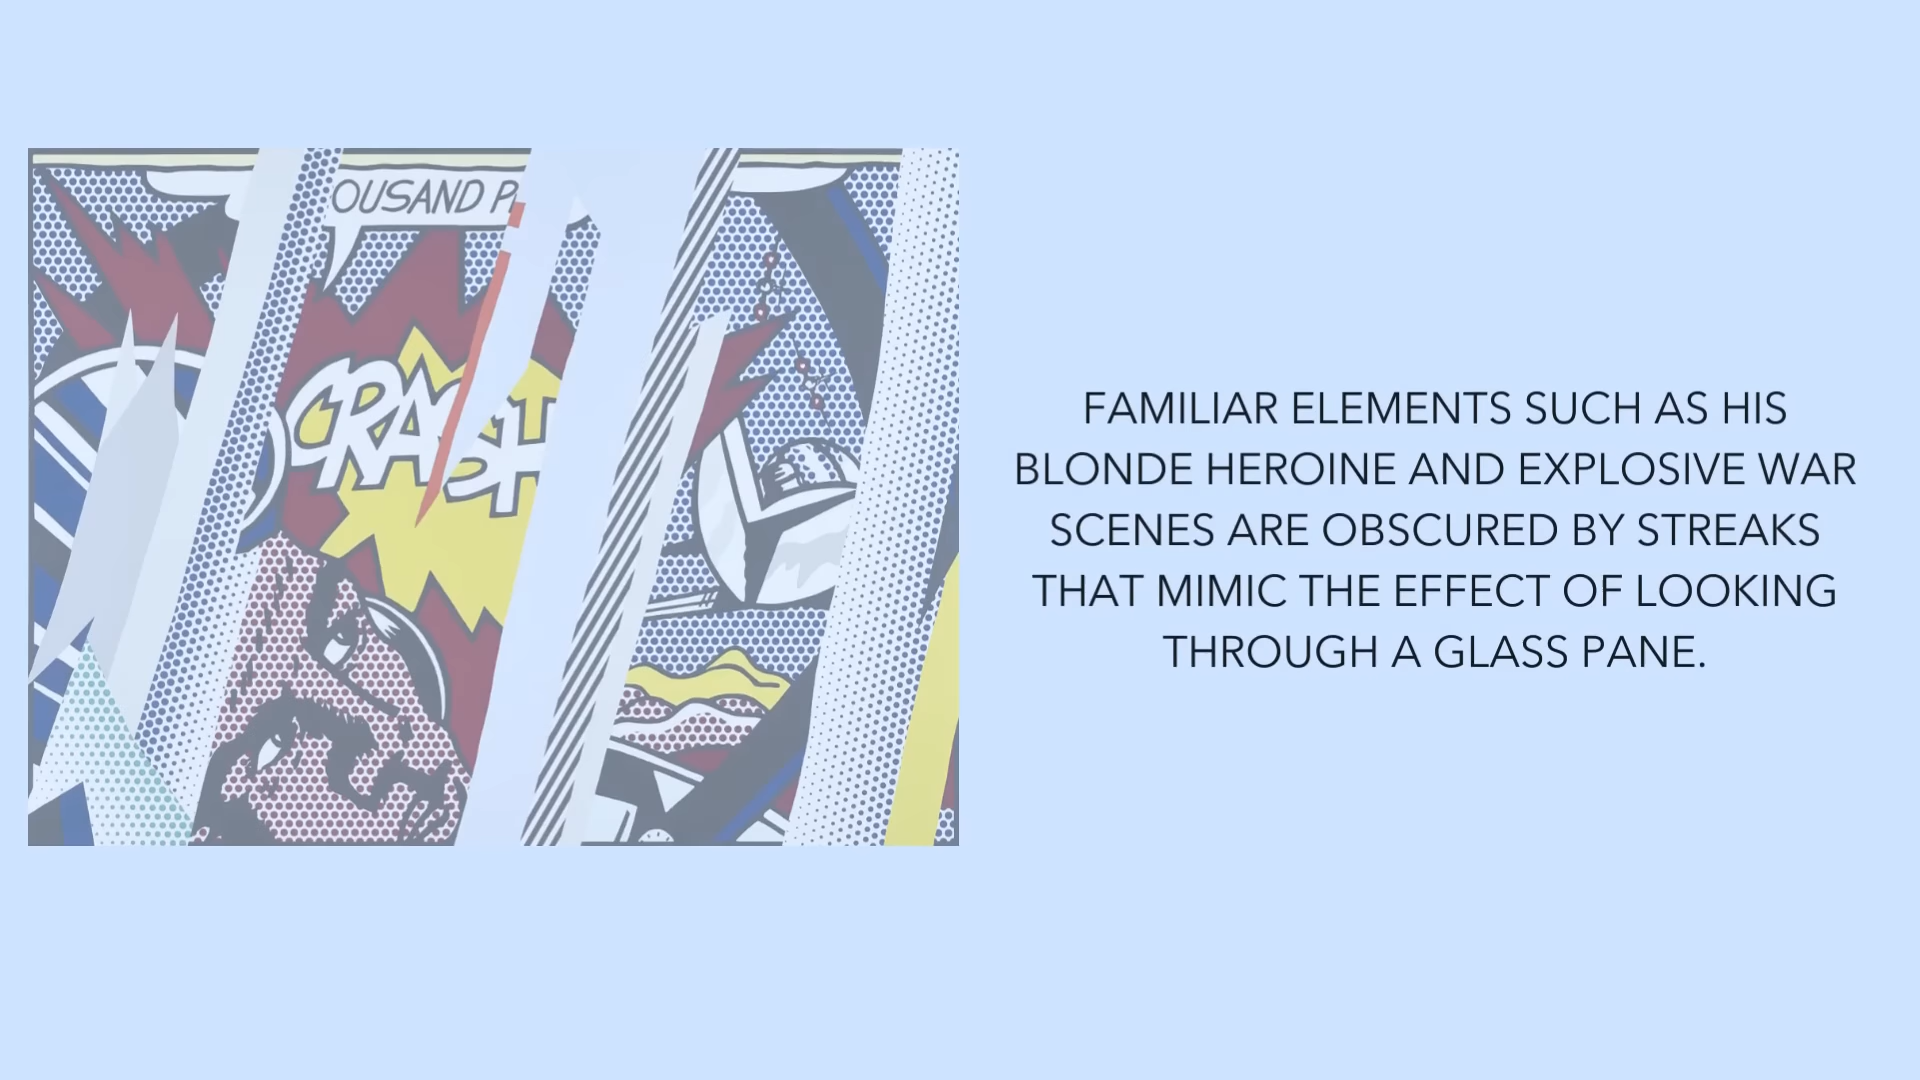 OUSAND P
CRASH
FAMILIAR ELEMENTS SUCH AS HIS
BLONDE HEROINE AND EXPLOSIVE WAR
SCENES ARE OBSCURED BY STREAKS
THAT MIMIC THE EFFECT OF LOOKING
THROUGH A GLASS PANE.